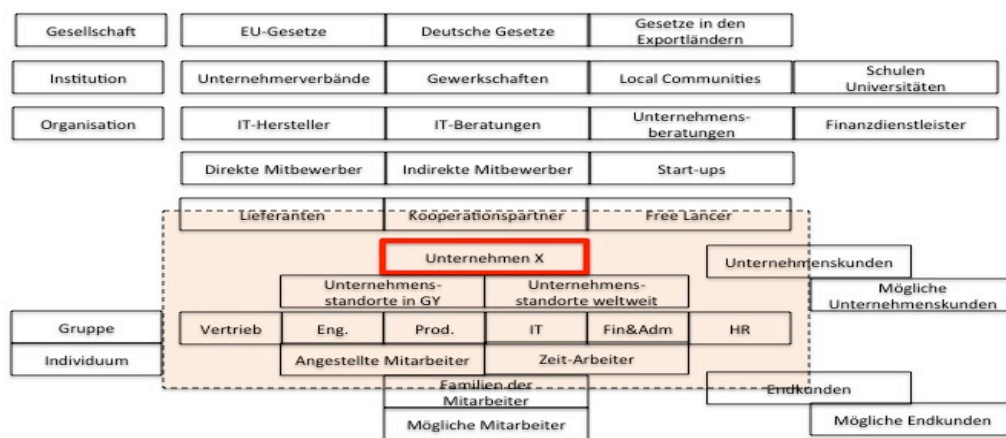 Gesellschaft
EU-Gesetze
Deutsche Gesetze
Gesetze in den
Exportländern
Institution
Unternehmerverbände
Gewerkschaften
Local Communities
Schulen
Universitäten
Organisation
IT-Hersteller
IT-Beratungen
Unternehmens-
beratungen
Finanzdienstleister
Direkte Mitbewerber
Indirekte Mitbewerber
Start-ups
Lieferanten
Kooperationspartner
Free Lancer
Unternehmen X
Unternehmenskunden
Unternehmens-
standorte in GY
Unternehmens-
standorte weltweit
Mögliche
Unternehmenskunden
Gruppe
Vertrieb
Eng.
Prod.
IT
Fin&Adm
HR
Individuum
Angestellte Mitarbeiter
Zeit-Arbeiter
Familien der
Mitarbeiter
Endkunden
Mögliche Mitarbeiter
Mögliche Endkunden